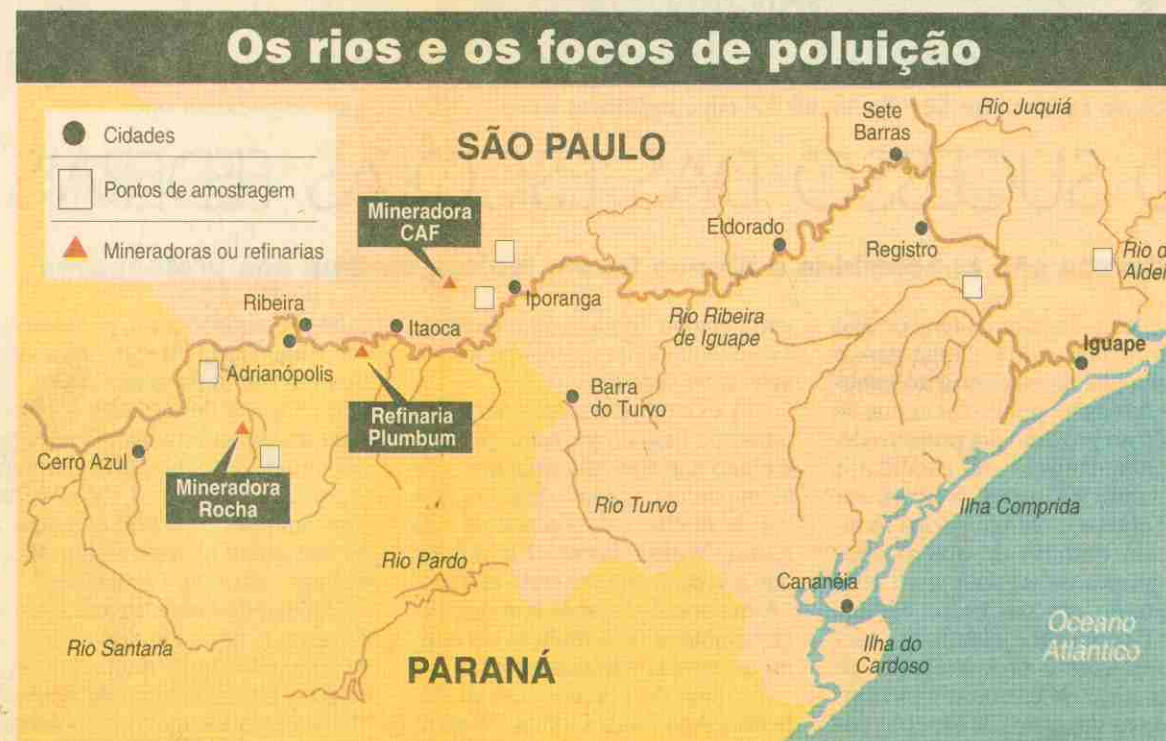 Os rios e os focos de poluição
Cidades
Pontos de amostragem
Mineradoras ou refinarias
SÃO PAULO
Sete
Barras
Rio Juquiá
Mineradora
CAF
Eldorado
Registro
Rio d
Aldei
Ribeira
Itaoca
Iporanga
Rio Ribeira
de Iguape
Iguape
Adrianópolis
Refinaria
Plumbum
Barra
do Turvo
Cerro Azul
Mineradora
Rocha
Rio Turvo
Ilha Comprida
Rio Pardo
Cananéia
Rio Santana
PARANÁ
Ilha do
Cardoso
Oceano
Atlântico